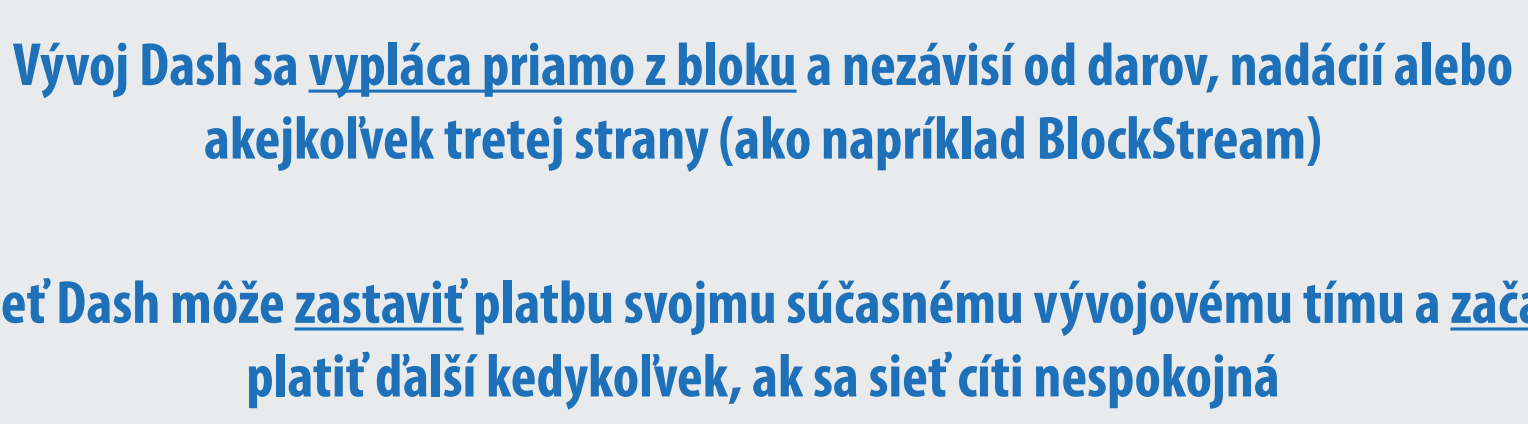 Vývoj Dash sa vypláca priamo z bloku a nezávisí od darov, nadácií alebo
akejkoľvek tretej strany (ako napríklad BlockStream)
eť Dash môže zastaviť platbu svojmu súčasnému vývojovému tímu a zača
platiť ďalší kedykoľvek, ak sa sieť cíti nespokojná